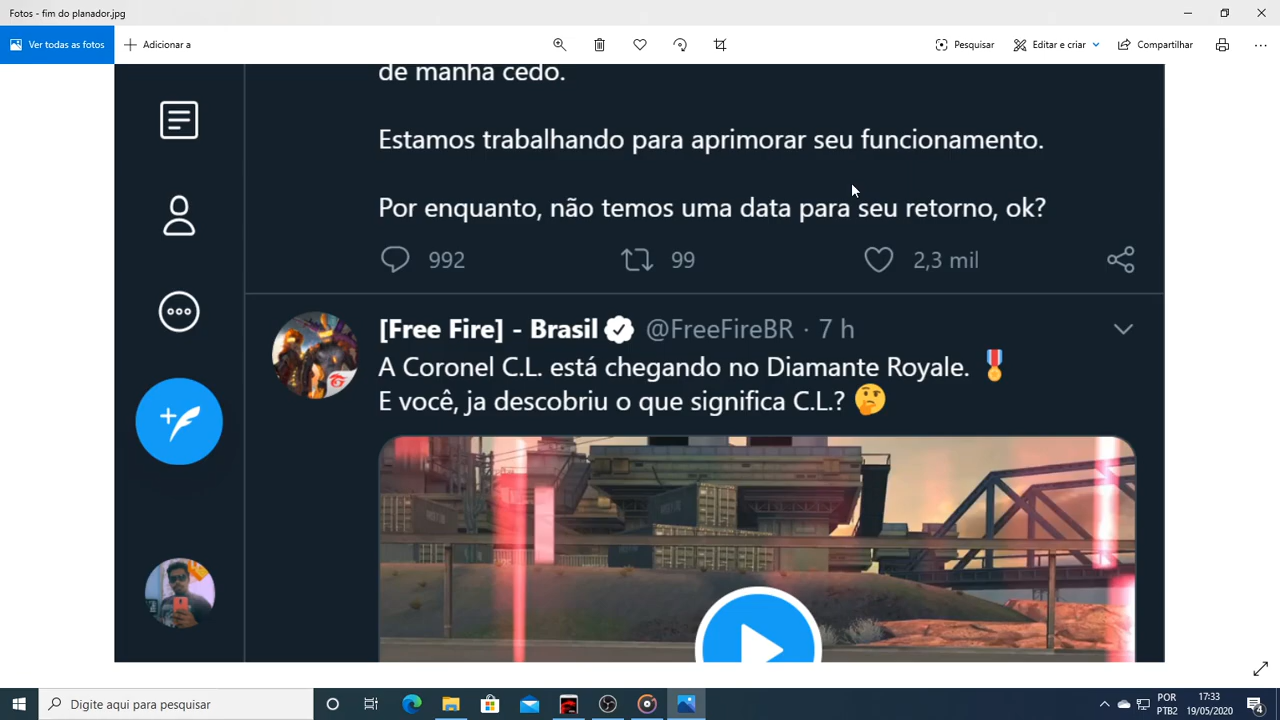 Fotos - fim do planador.jpg
Ver todas as fotos
Adicionar a
Pesquisar
Editar e criar
Compartilhar
de manhã cedo.
Estamos trabalhando para aprimorar seu funcionamento.
Por enquanto, não temos uma data para seu retorno, ok?
992
99
2,3 mil
[Free Fire] - Brasil @FreeFireBR · 7 h
A Coronel C.L. está chegando no Diamante Royale.
E você, ja descobriu o que significa C.L.?
Digite aqui para pesquisar
POR
PTB2
17:33
19/05/2020
4